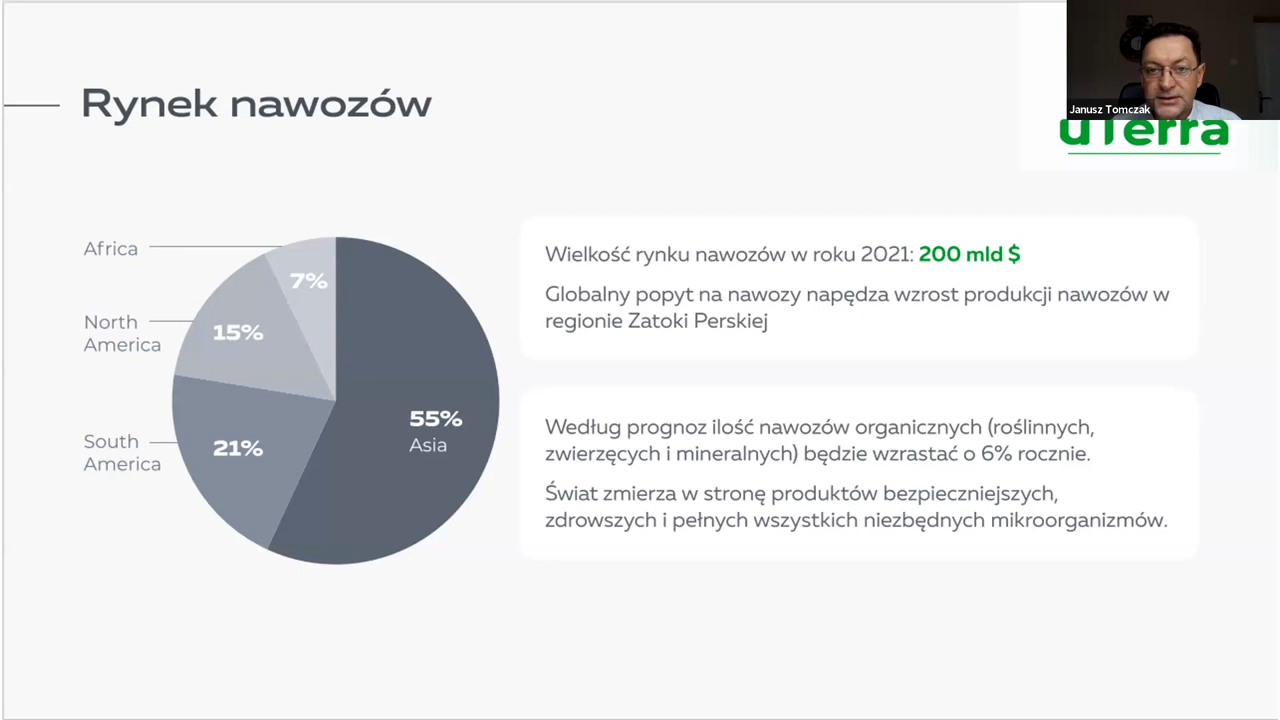 Janusz Tomczak
uTerra
Rynek nawozów
Africa
7%
North
America
15%
South
America
21%
55%
Asia
Wielkość rynku nawozów w roku 2021: 200 mld $
Globalny popyt na nawozy napędza wzrost produkcji nawozów w
regionie Zatoki Perskiej
Według prognoz ilość nawozów organicznych (roślinnych,
zwierzęcych i mineralnych) będzie wzrastać o 6% rocznie.
Świat zmierza w stronę produktów bezpieczniejszych,
zdrowszych i pełnych wszystkich niezbędnych mikroorganizmów.